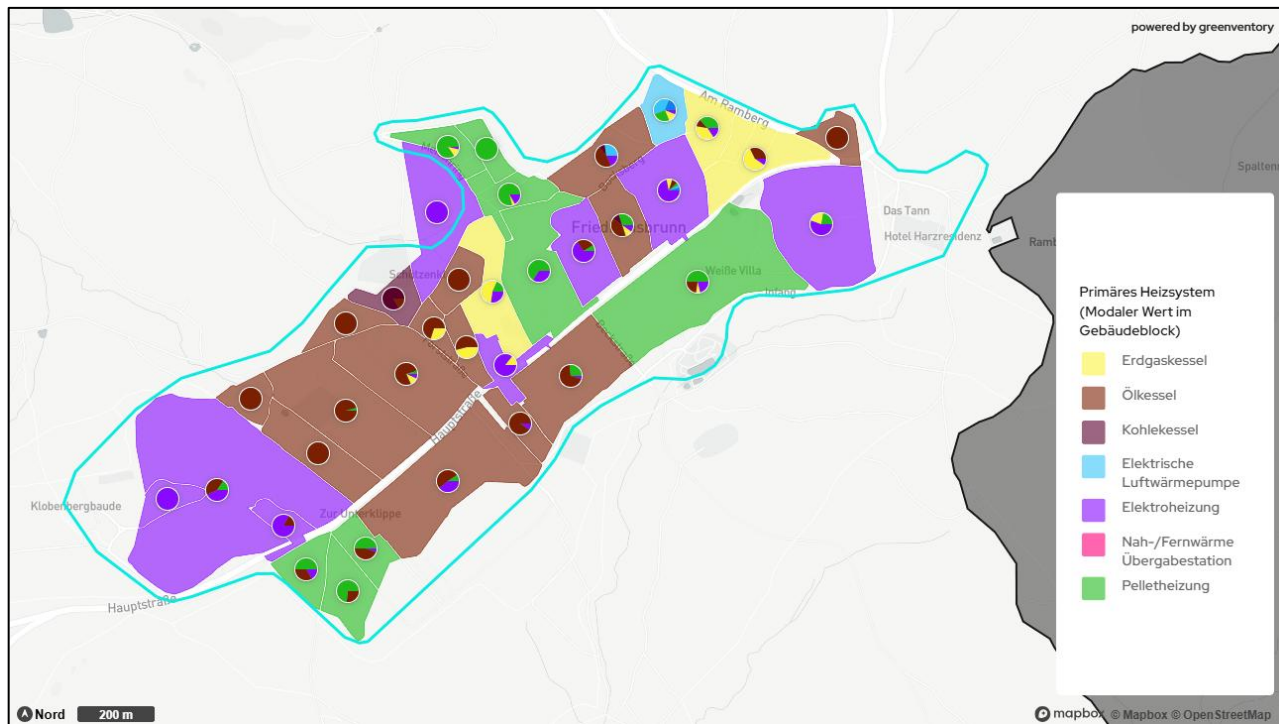 powered by greenventory
Am Ramberg
Spaltenm
Das Tann
Hotel Harzresidenz
Ramb
Weiße Villa
Infang
Hauptstraße
Zur Unterklippe
Klobenbergbaude
Hauptstraße
Primäres Heizsystem
(Modaler Wert im
Gebäudeblock)
Erdgaskessel
Ölkessel
Kohlekessel
Elektrische
Luftwärmepumpe
Elektroheizung
Nah-/Fernwärme
Übergabestation
Pelletheizung
Nord
200 m
mapbox
© Mapbox © OpenStreetMap